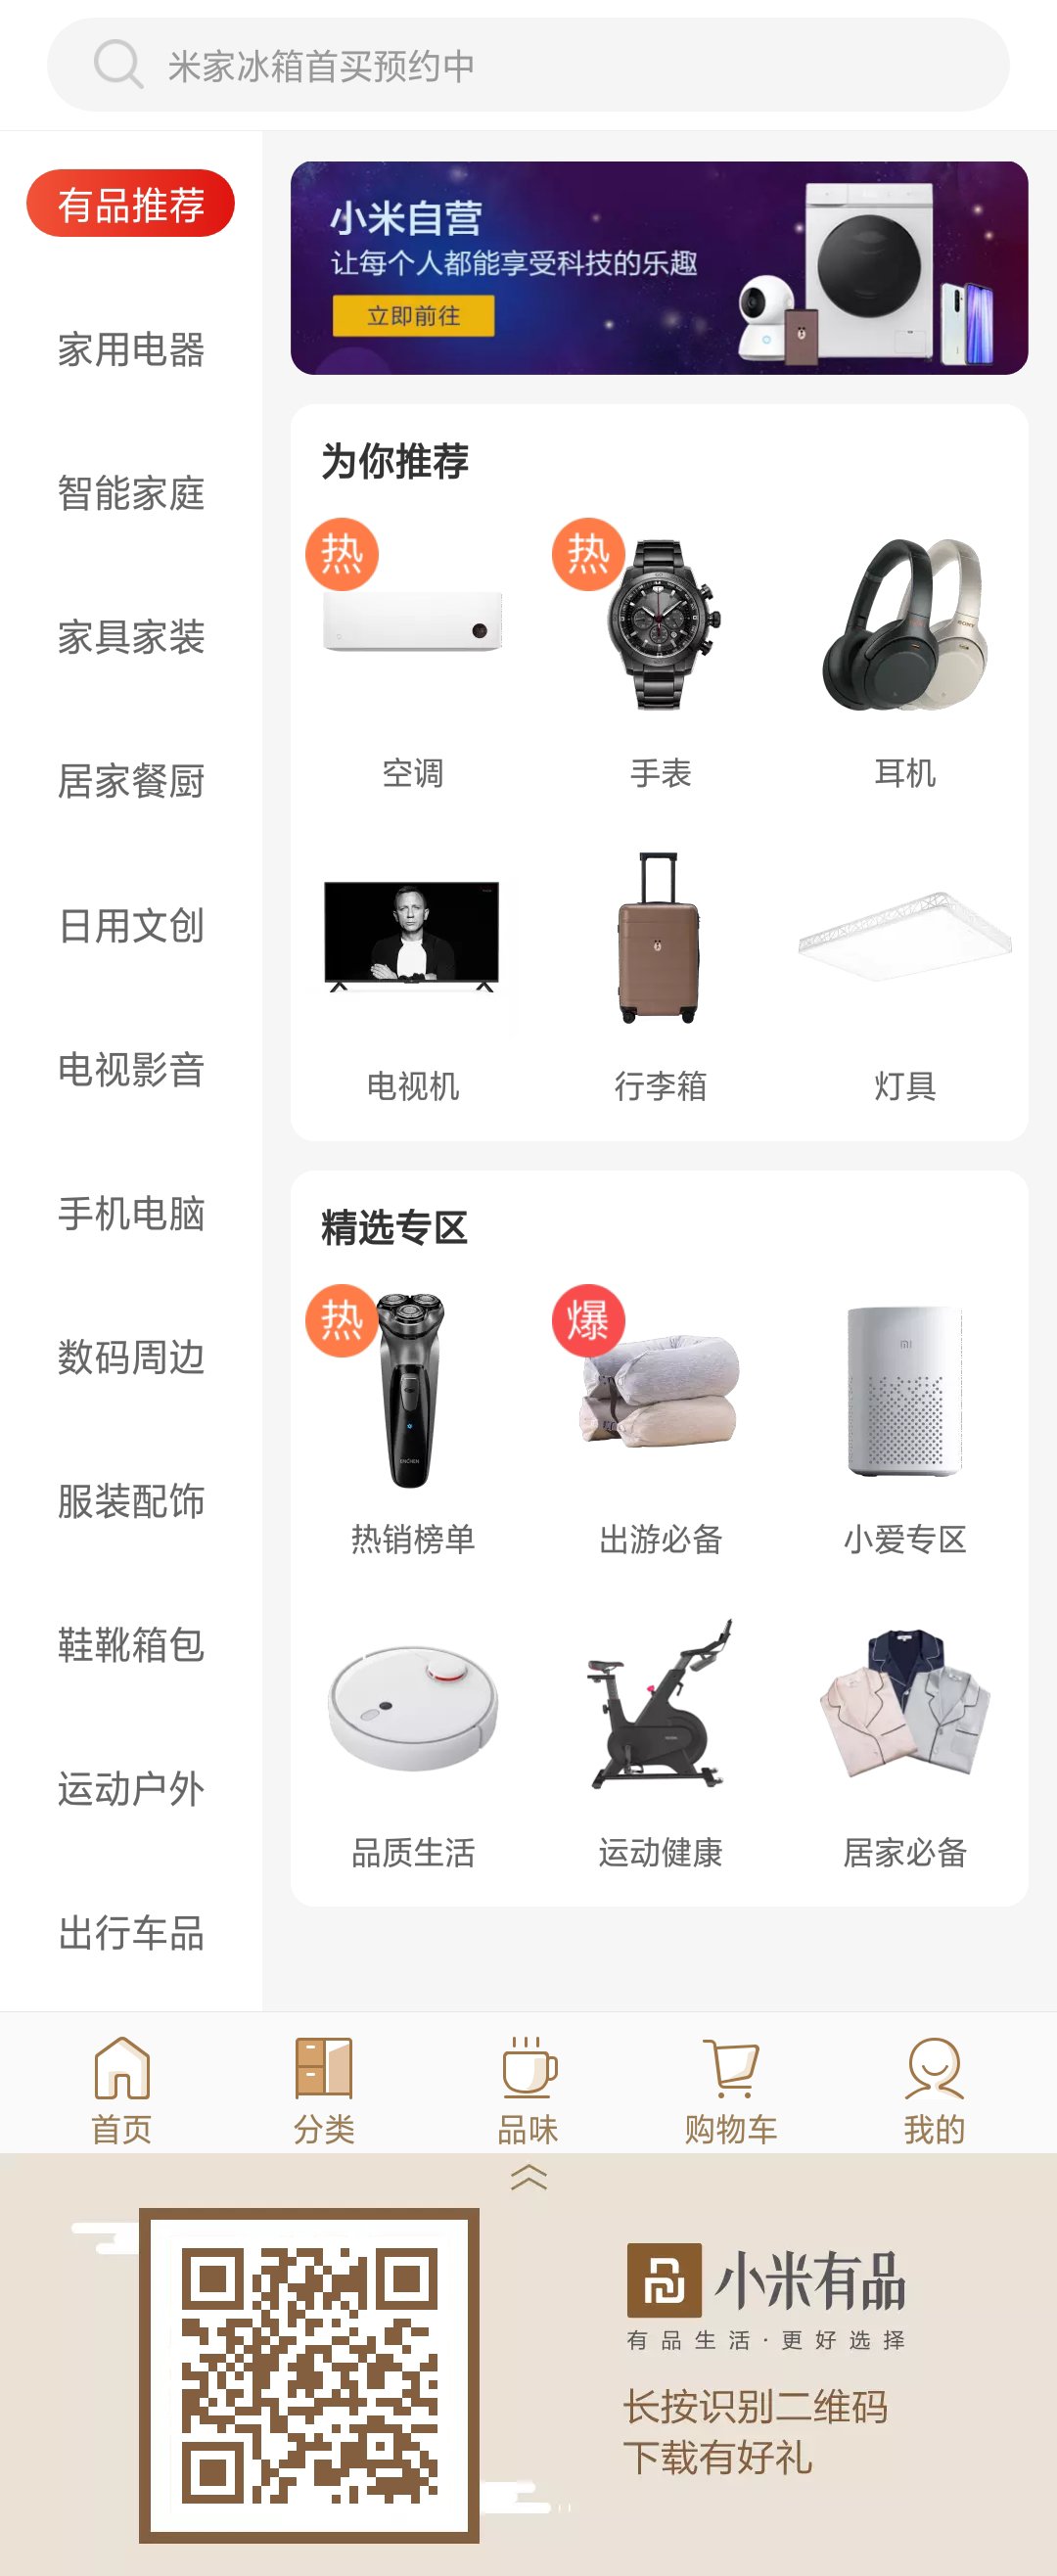 米家冰箱首买预约中
有品推荐
家用电器
智能家庭
家具家装
居家餐厨
日用文创
电视影音
手机电脑
数码周边
服装配饰
鞋靴箱包
运动户外
出行车品
小米自营
让每个人都能享受科技的乐趣
立即前往
为你推荐
热
热
SONY
空调
手表
耳机
电视机
行李箱
灯具
精选专区
热
爆
ENCHEN
mi
热销榜单
出游必备
小爱专区
品质生活
运动健康
居家必备
首页
分类
品味
购物车
我的
小米有品
有品生活·更好选择
长按识别二维码
下载有好礼